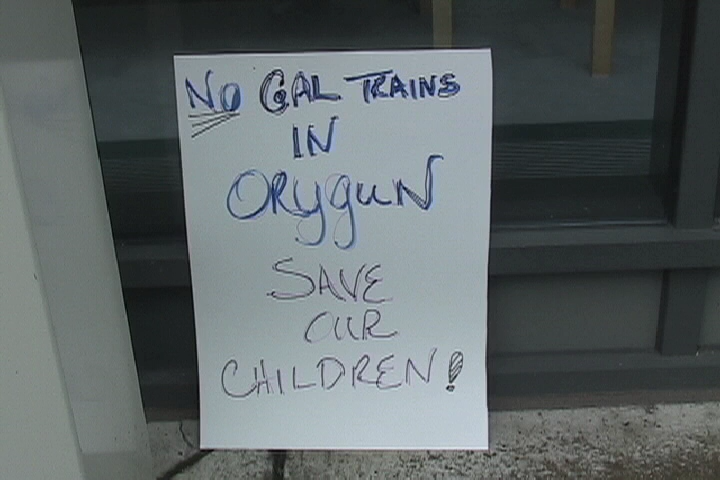 NO COAL TRAINS
IN
ORYGUN
SAVE
OUR
CHILDREN!